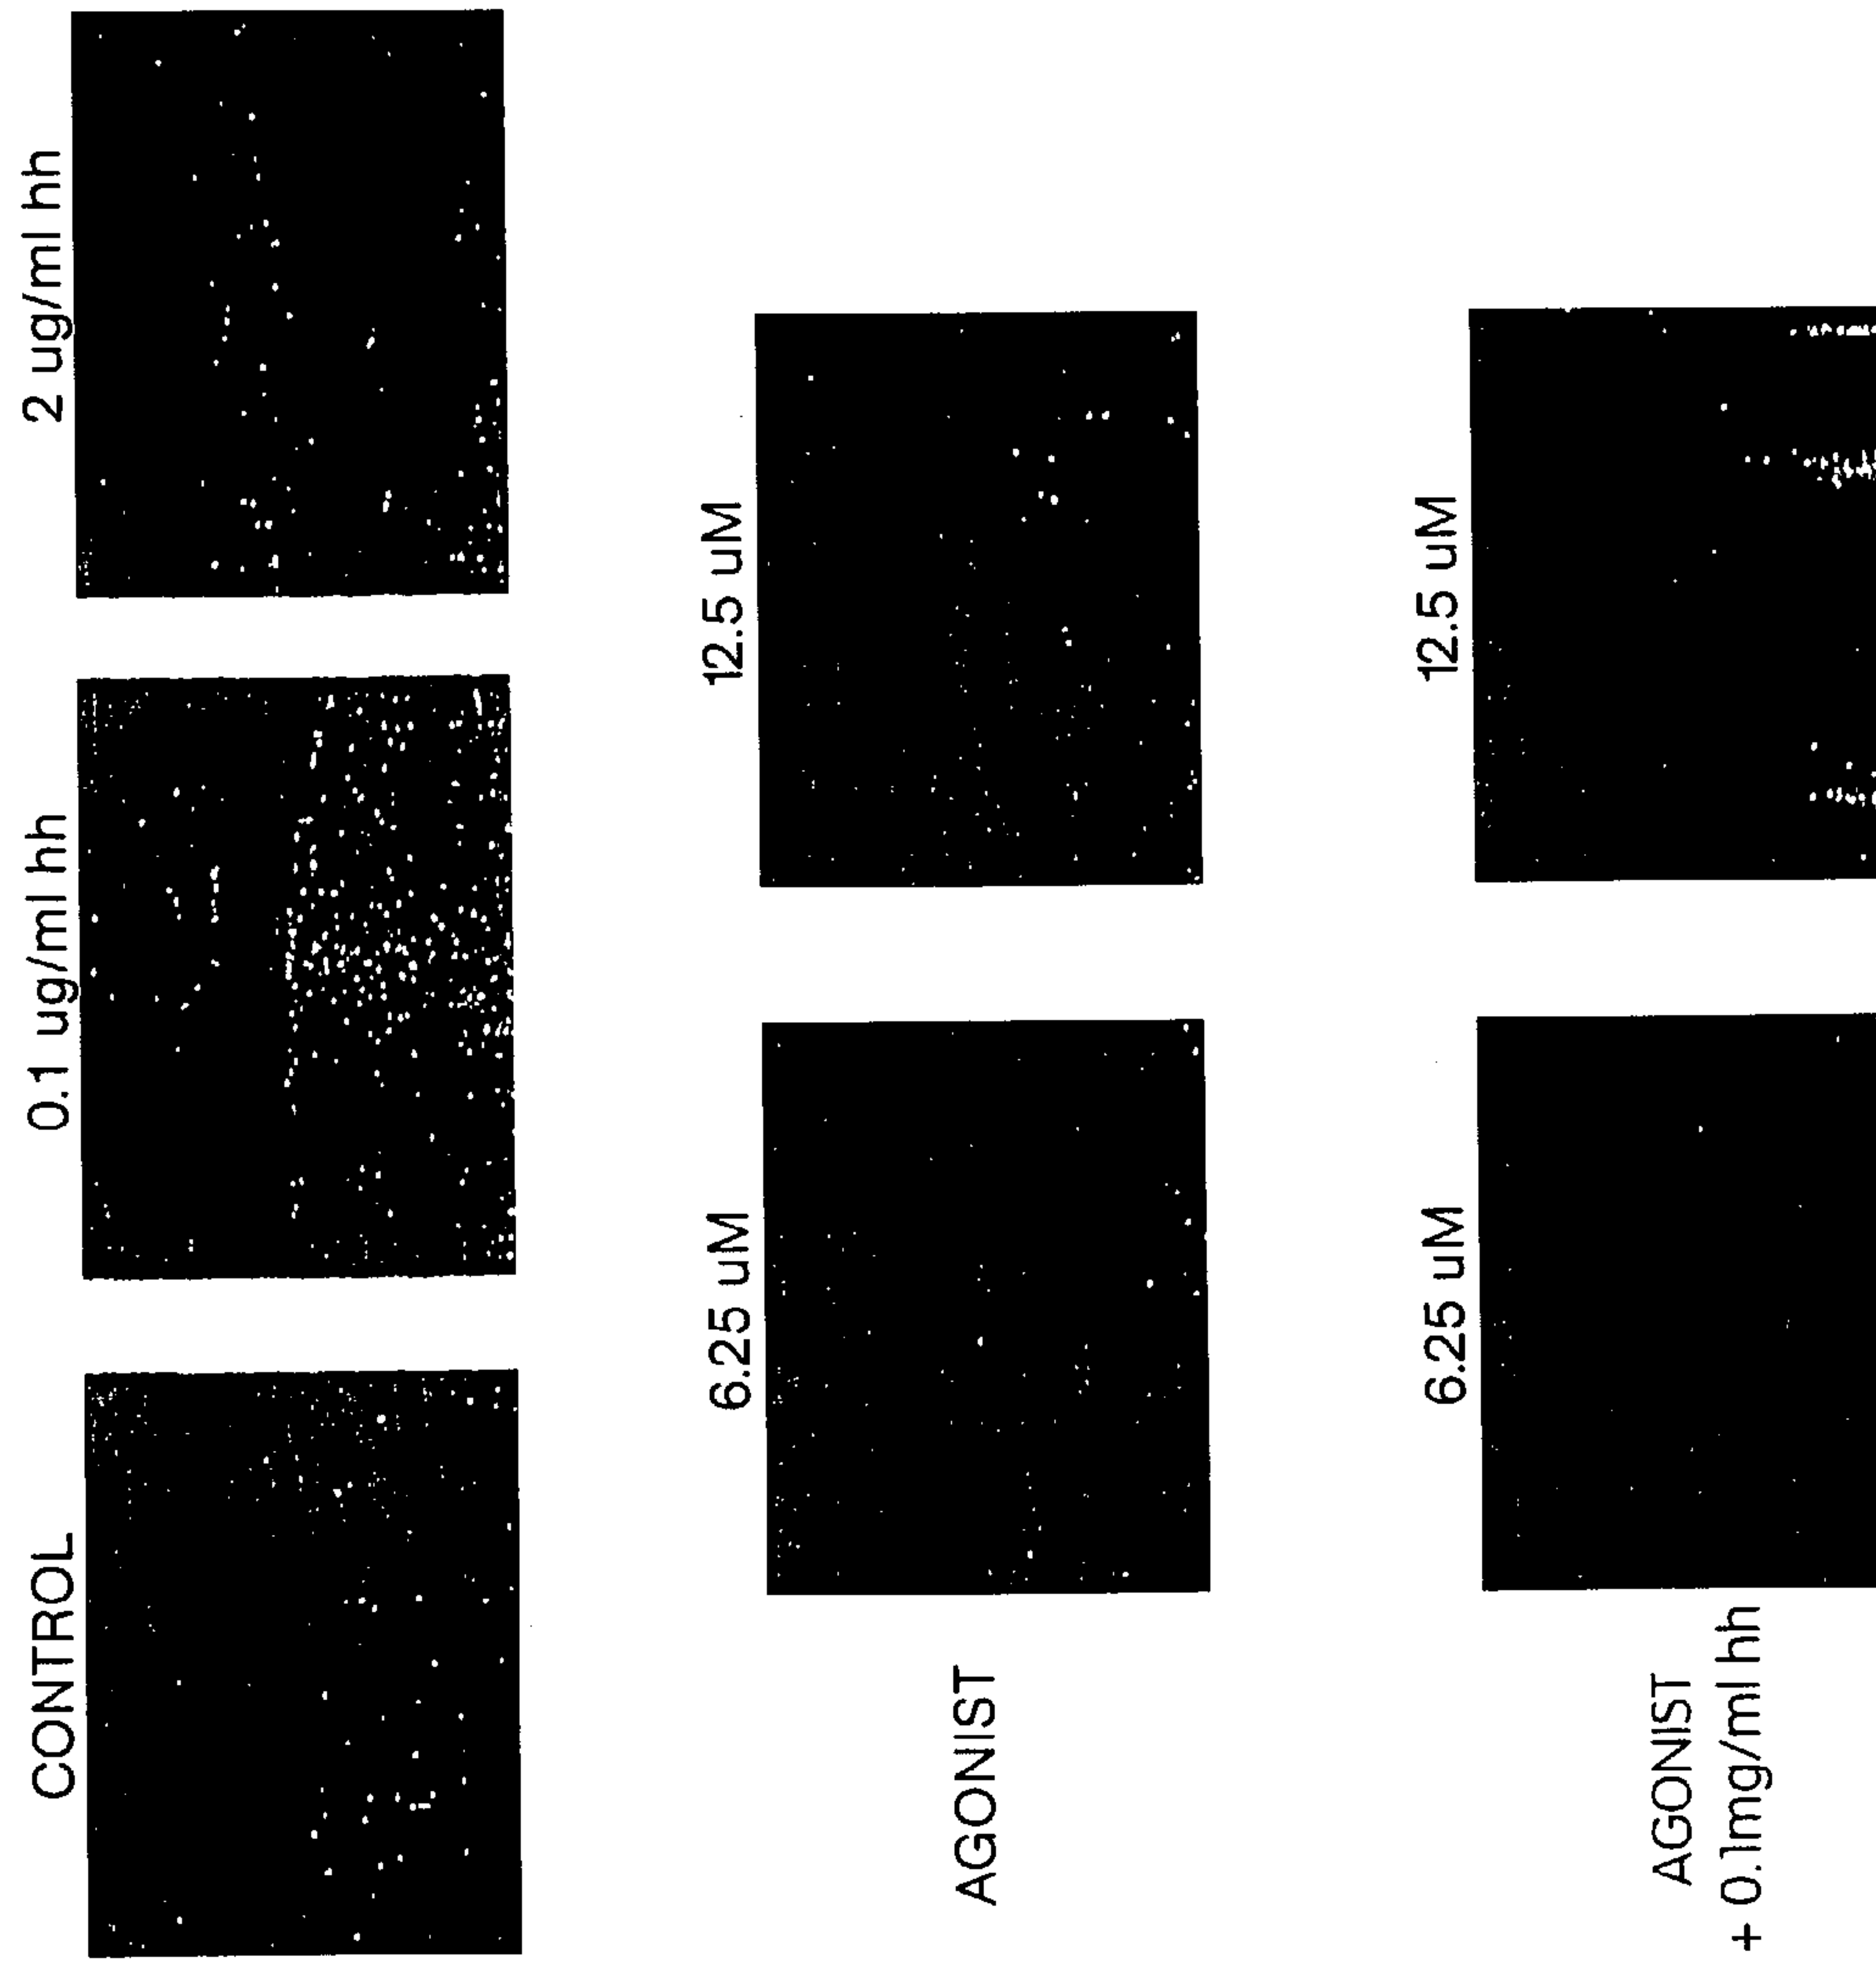 CONTROL
0.1 ug/ml hh
2 ug/ml hh
AGONIST
6.25 uM
12.5 uM
AGONIST
+ 0.1mg/ml hh
6.25 uM
12.5 uM